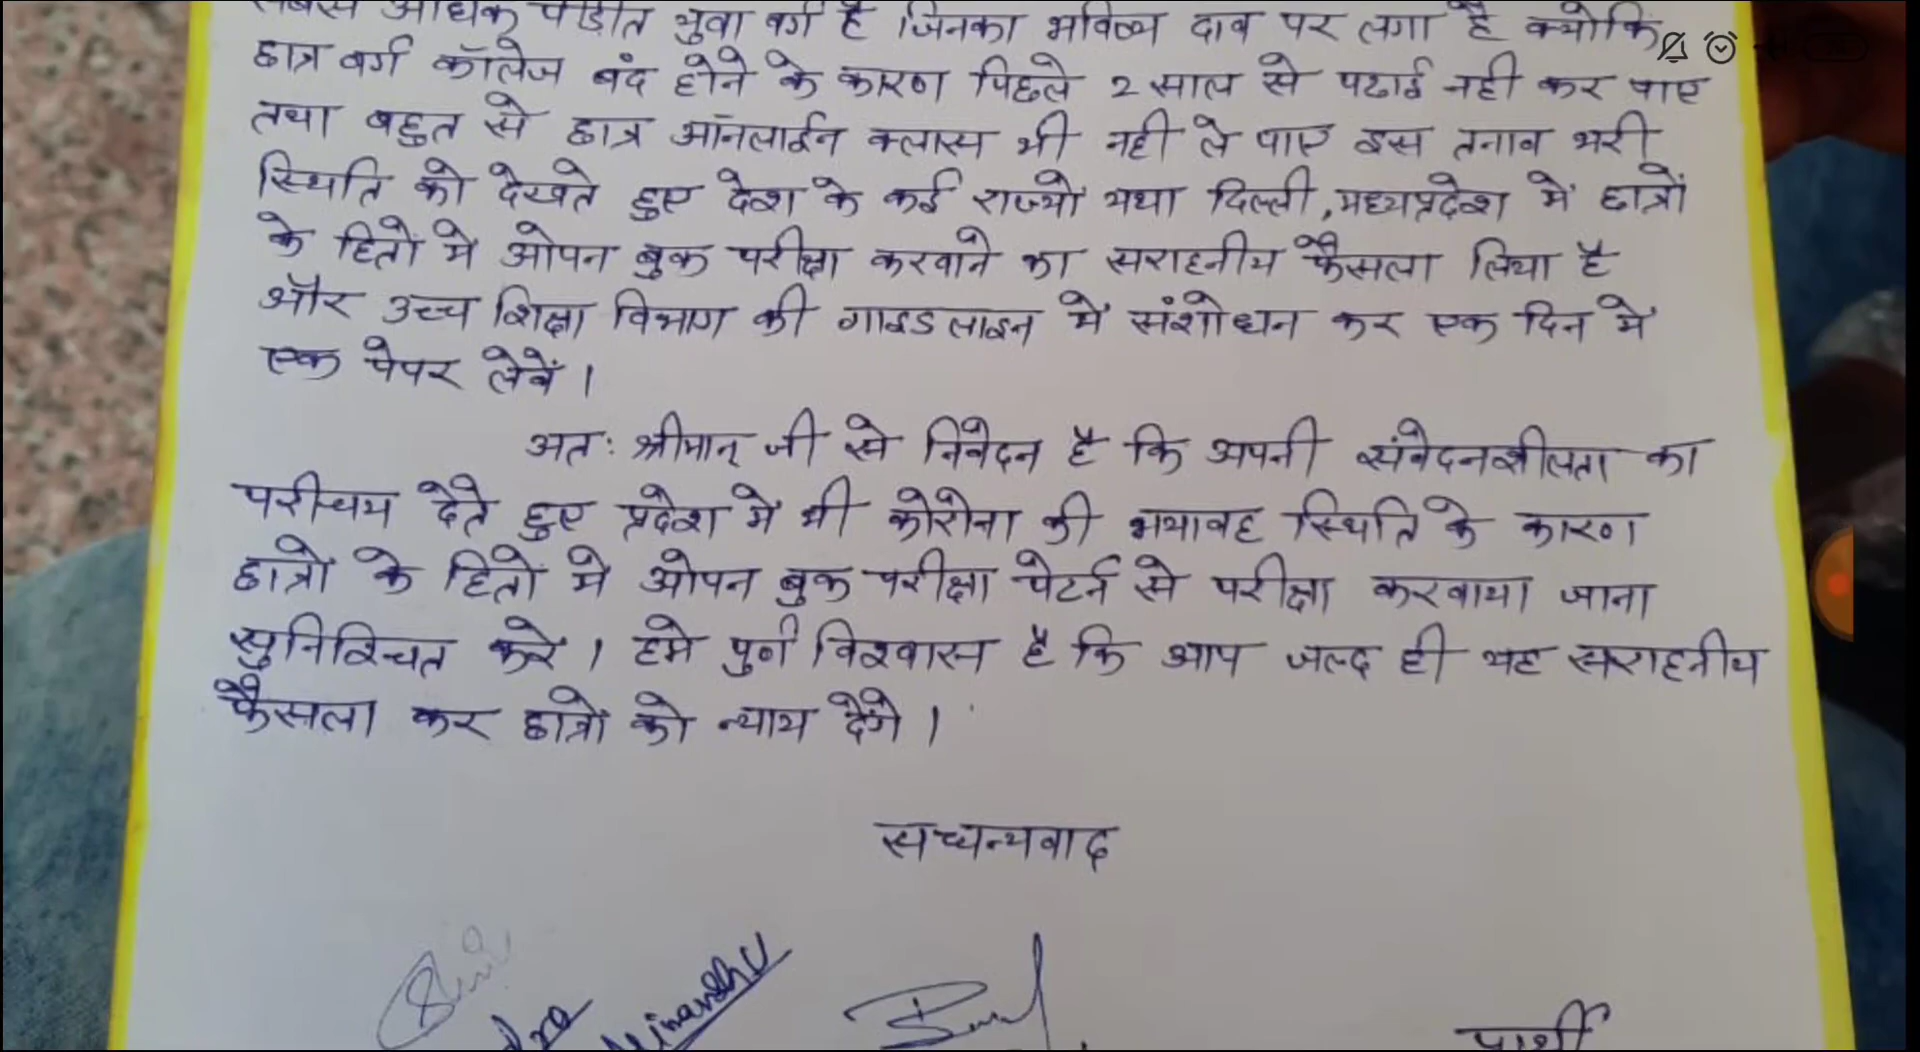 सबसे अधिक पीडीत युवा वर्ग है जिनका भविष्य दाव पर लगा है क्योकि
छात्र वर्ग कॉलेज बंद होने के कारण पिछले 2 साल से पढाई नही कर पाए
तथा बहुत से छात्र ऑनलाईन क्लास भी नही ले पाए इस तनाव भरी
स्थिति को देखते हुए देश के कई राज्यो यथा दिल्ली, मध्यप्रदेश में छात्रों
के हितों मे ओपन बुक परीक्षा करवाने का सराहनीय फैसला लिया है
और उच्च शिक्षा विभाग की गाइडलाइन में संशोधन कर एक दिन में
एक पेपर लेवें ।
अतः श्रीमान् जी से निवेदन है कि अपनी संवेदनशीलता का
परीचय देते हुए प्रदेश मे भी कोरोना की भयावह स्थिति के कारण
छात्रो के हितों मे ओपन बुक परीक्षा पेटर्न से परीक्षा करवाया जाना
सुनिश्चित करे । हमे पुर्ण विश्वास है कि आप जल्द ही यह सराहनीय
फैसला कर छात्रों को न्याय देंगे ।
सध्धन्यवाद
प्रार्थी